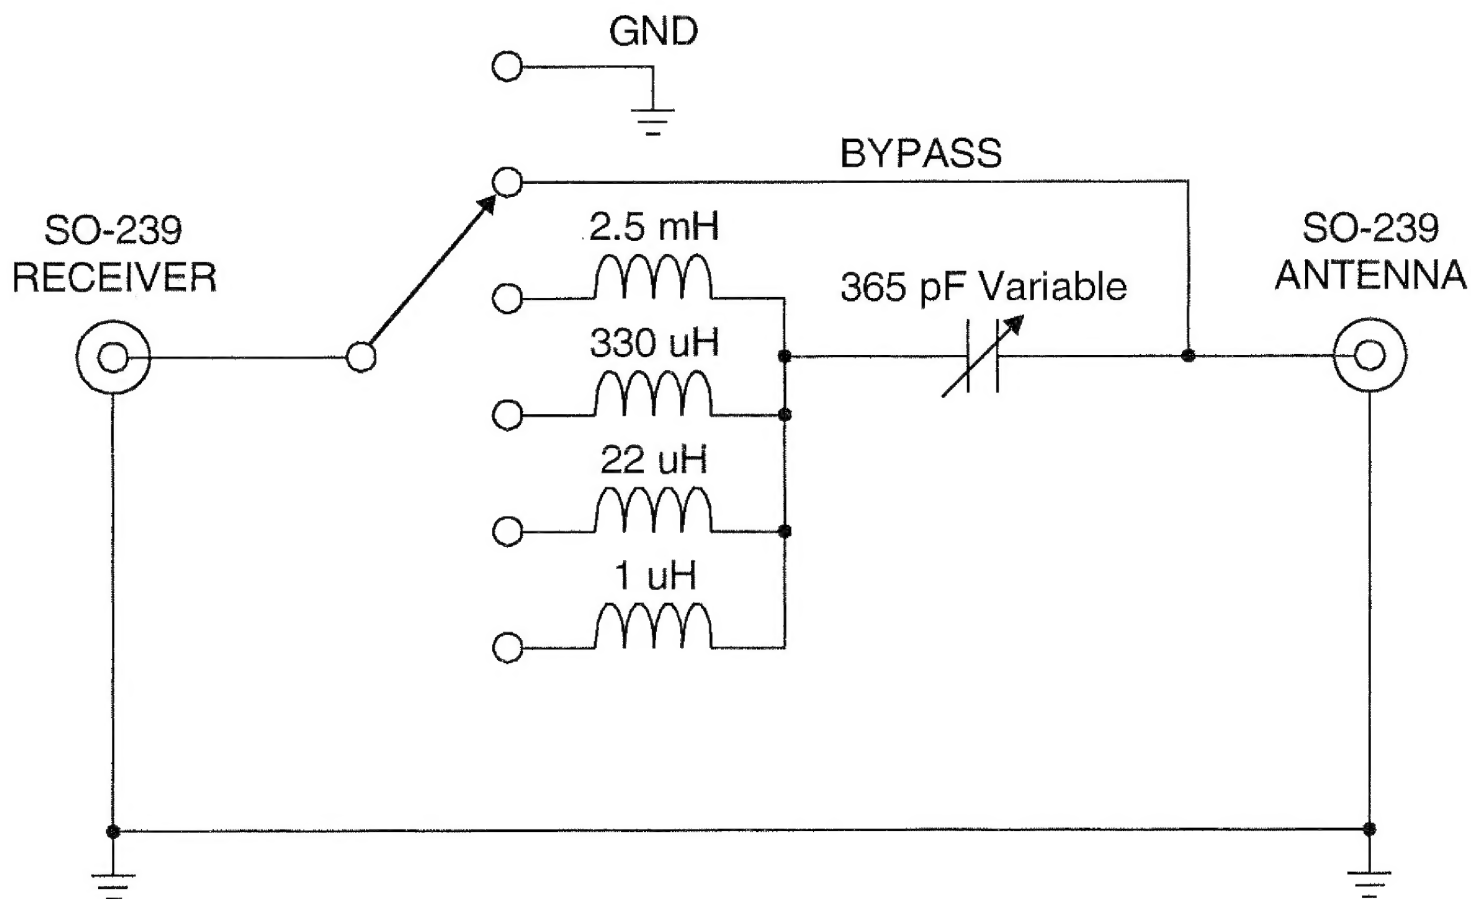 GND
BYPASS
SO-239
RECEIVER
2.5 mH
365 pF Variable
SO-239
ANTENNA
330 uH
22 uH
1 uH